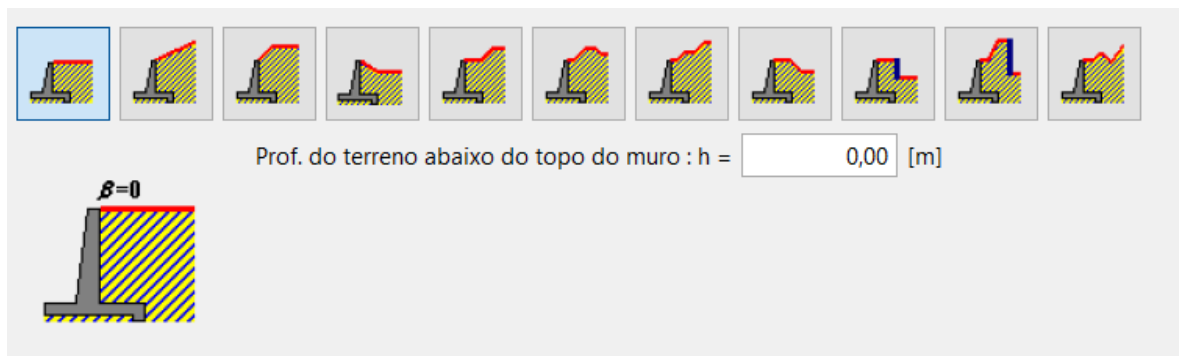 Prof. do terreno abaixo do topo do muro : h = 0,00 [m]
β=0